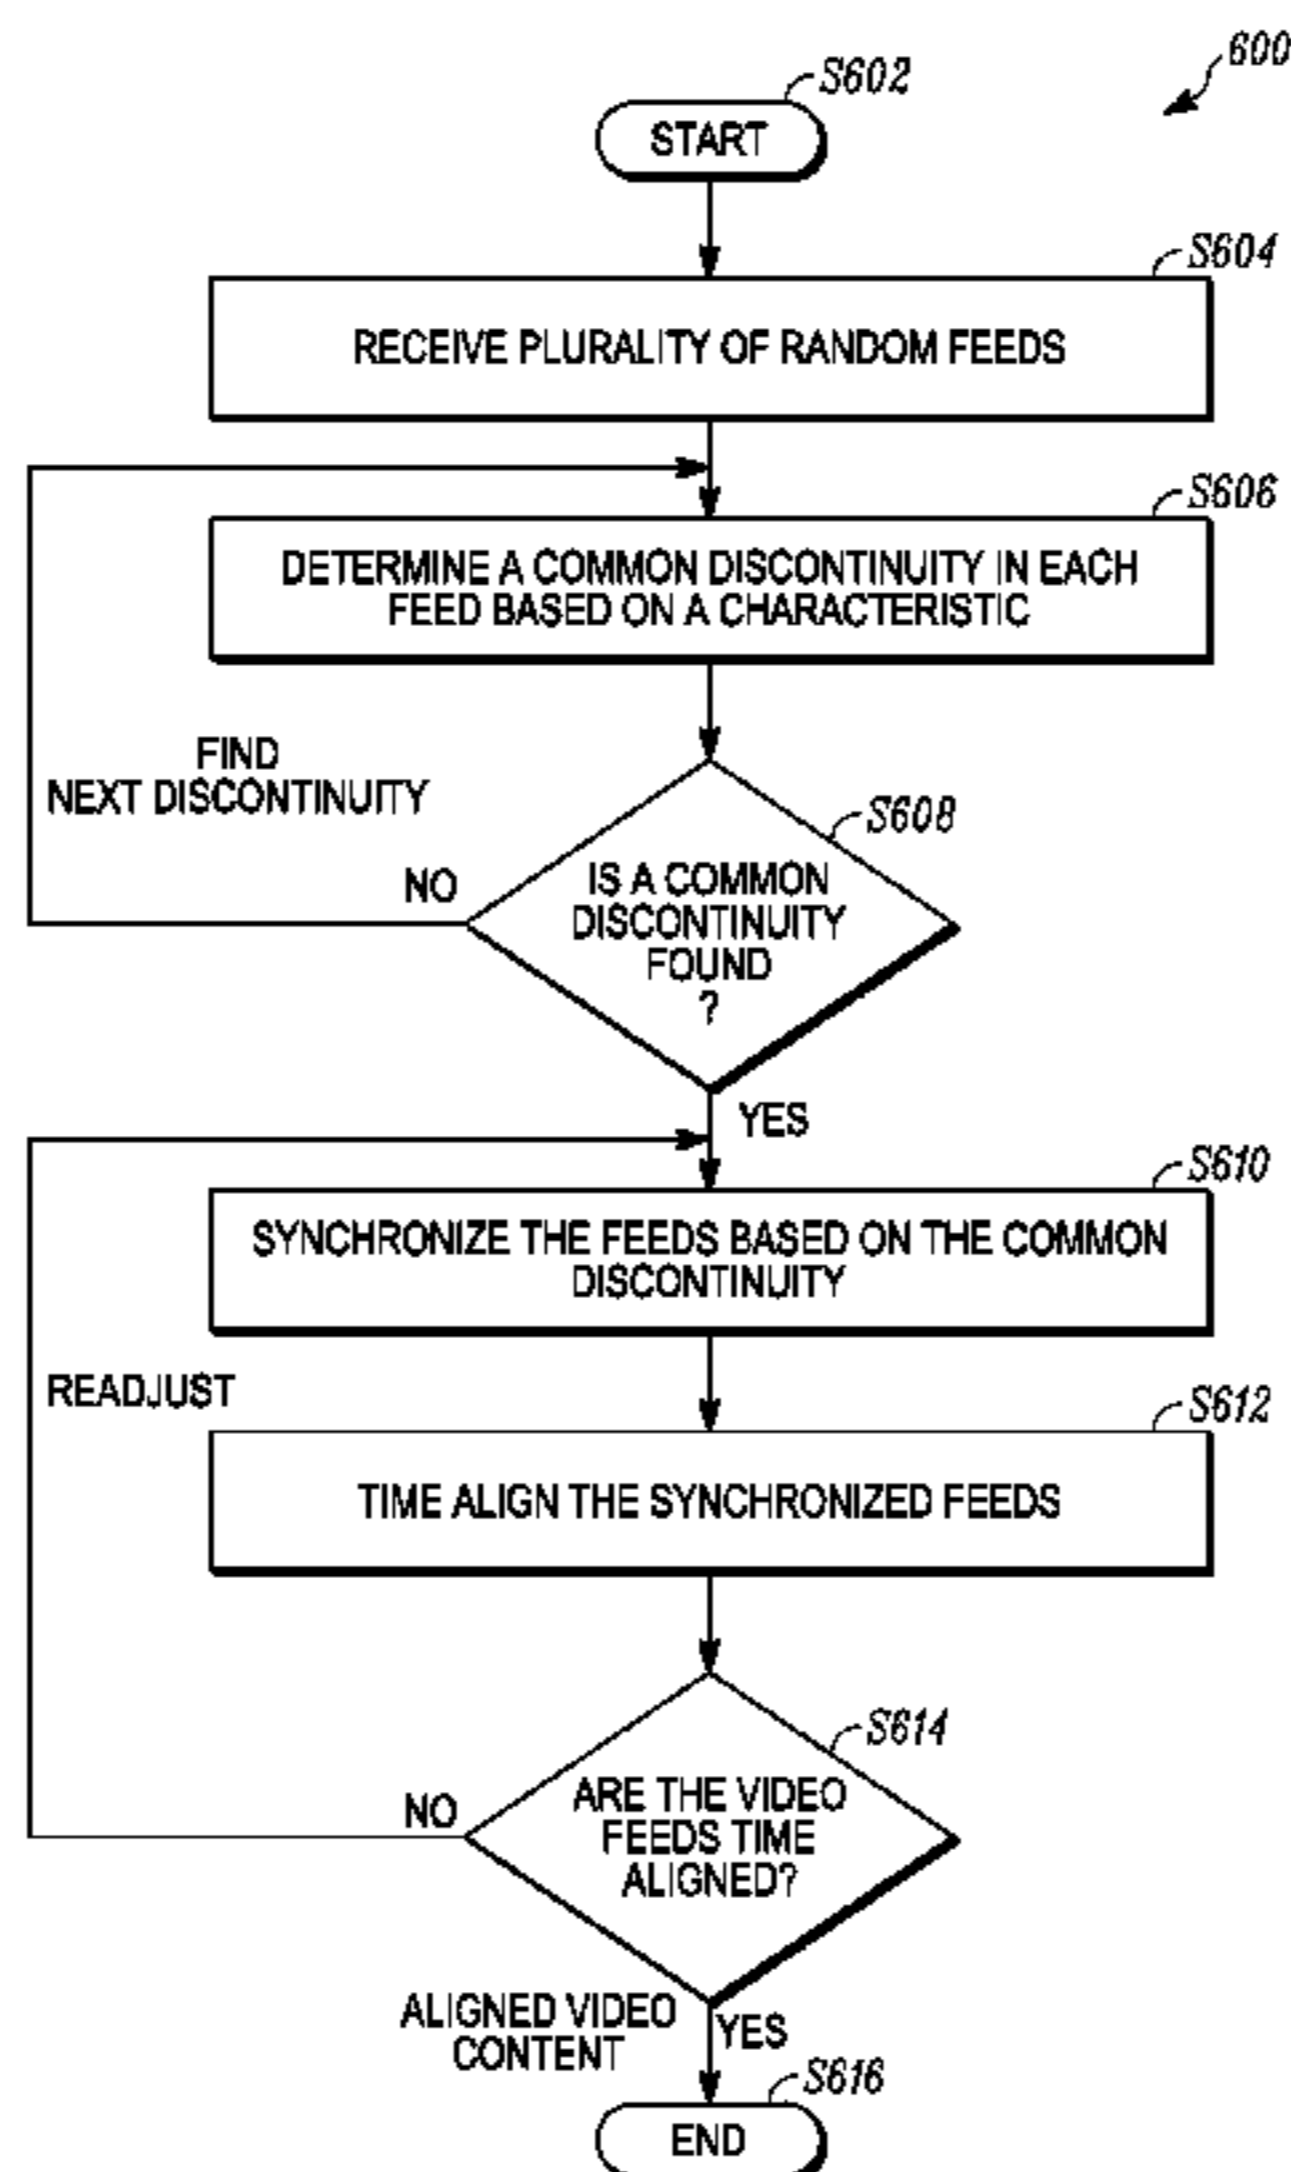 600
S602
START
S604
RECEIVE PLURALITY OF RANDOM FEEDS
S606
DETERMINE A COMMON DISCONTINUITY IN EACH
FEED BASED ON A CHARACTERISTIC
FIND
NEXT DISCONTINUITY
S608
NO
IS A COMMON
DISCONTINUITY
FOUND
?
YES
S610
SYNCHRONIZE THE FEEDS BASED ON THE COMMON
DISCONTINUITY
READJUST
S612
TIME ALIGN THE SYNCHRONIZED FEEDS
S614
NO
ARE THE VIDEO
FEEDS TIME
ALIGNED?
ALIGNED VIDEO
CONTENT
YES
S616
END